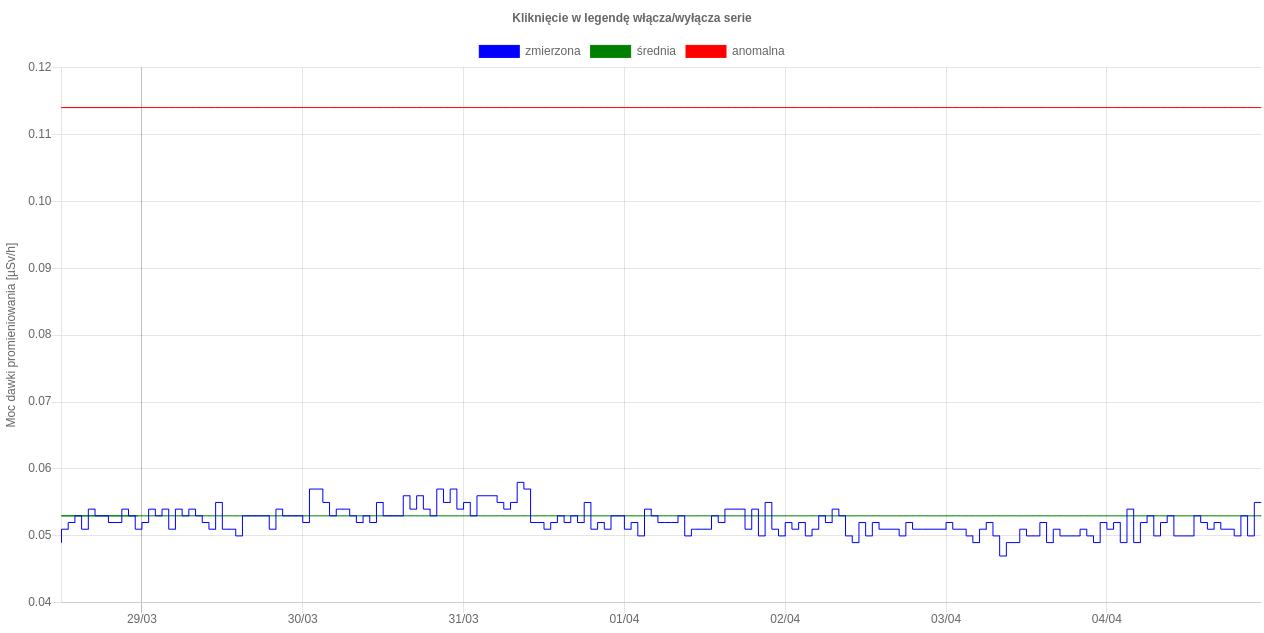 Kliknięcie w legendę włącza/wyłącza serie
zmierzona średnia anomalna
Moc dawki promieniowania [µSv/h]
0.12
0.11
0.10
0.09
0.08
0.07
0.06
0.05
0.04
29/03 30/03 31/03 01/04 02/04 03/04 04/04